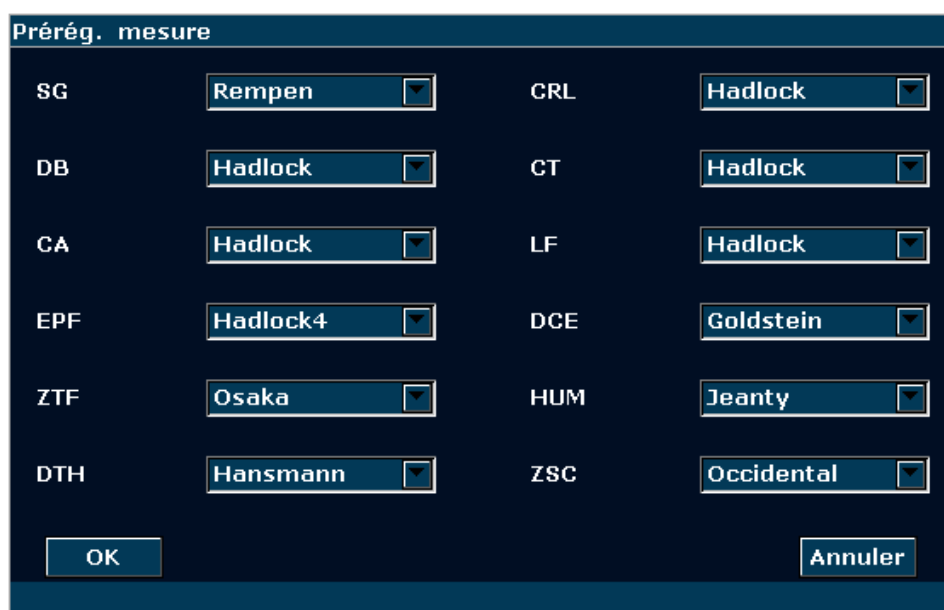 Prérég. mesure
SG Rempen CRL Hadlock
DB Hadlock CT Hadlock
CA Hadlock LF Hadlock
EPF Hadlock4 DCE Goldstein
ZTF Osaka HUM Jeanty
DTH Hansmann ZSC Occidental
OK Annuler